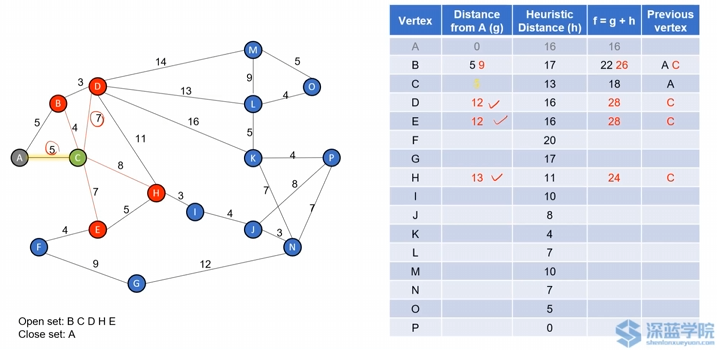 14
M
5
3
D
9
O
13
4
B
L
5
4
7
16
11
5
A
5
C
8
K
4
P
7
H
3
7
8
7
5
I
4
4
E
J
3
F
N
9
12
G
Open set: B C D H E
Close set: A
Vertex Distance from A (g) Heuristic Distance (h) f = g + h Previous vertex
A 0 16 16
B 5 9 17 22 26 A C
C 13 18 A
D 12 16 28 C
E 12 16 28 C
F 20
G 17
H 13 11 24 C
I 10
J 8
K 4
L 7
M 10
N 7
O 5
P 0
深蓝学院
shenlanxueyuan.com